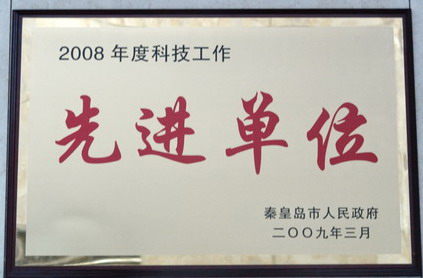 2008 年度科技工作
先进单位
秦皇岛市人民政府
二〇〇九年三月